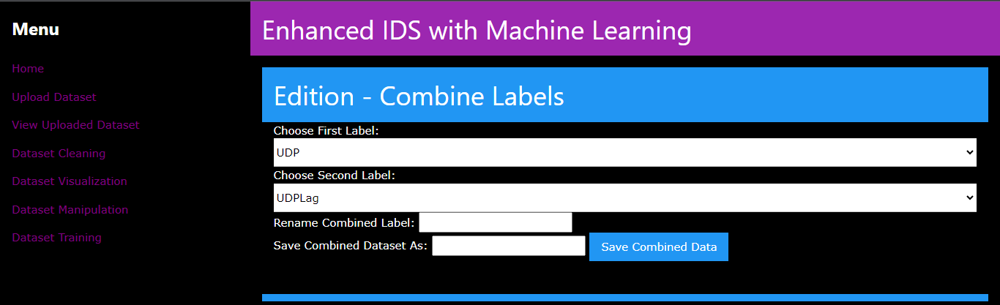 Menu
Home
Upload Dataset
View Uploaded Dataset
Dataset Cleaning
Dataset Visualization
Dataset Manipulation
Dataset Training
Enhanced IDS with Machine Learning
Edition - Combine Labels
Choose First Label:
UDP
Choose Second Label:
UDPLag
Rename Combined Label:
Save Combined Dataset As: Save Combined Data